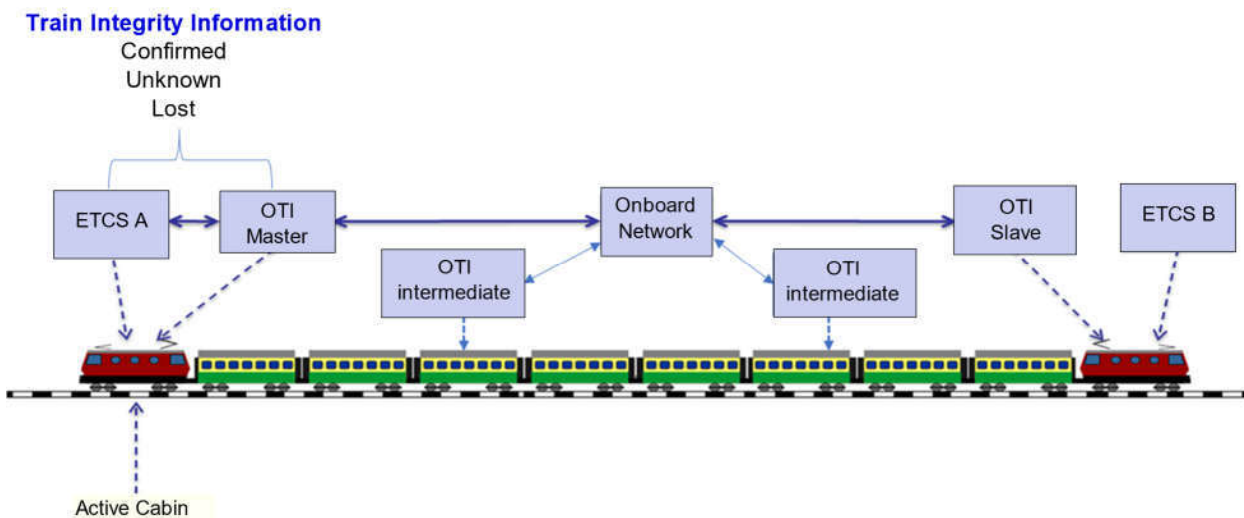 Train Integrity Information
Confirmed
Unknown
Lost
ETCS A
OTI
Master
Onboard
Network
OTI
Slave
ETCS B
OTI
intermediate
OTI
intermediate
Active Cabin